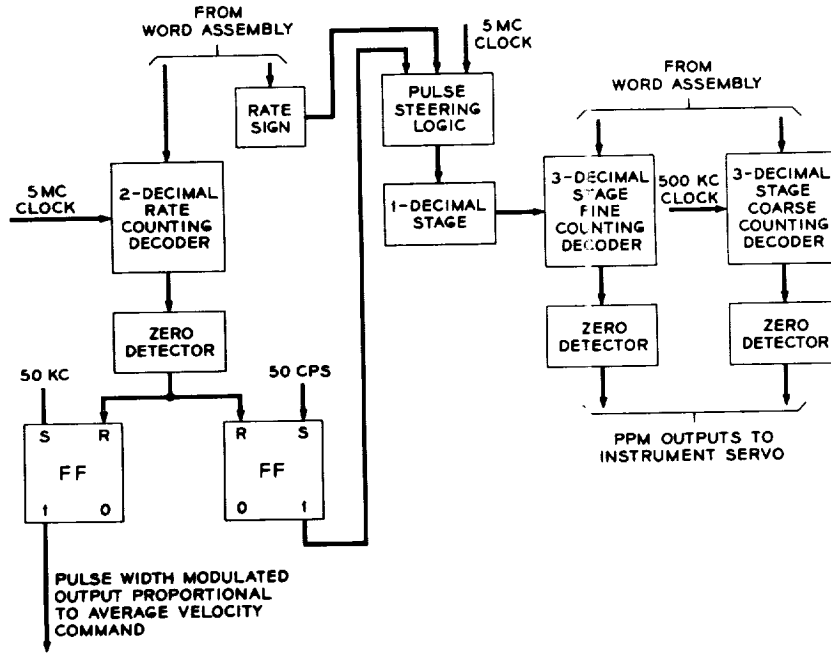 FROM
WORD ASSEMBLY
RATE
SIGN
5 MC
CLOCK
PULSE
STEERING
LOGIC
FROM
WORD ASSEMBLY
5 MC
CLOCK
2-DECIMAL
RATE
COUNTING
DECODER
1-DECIMAL
STAGE
3-DECIMAL
STAGE
FINE
COUNTING
DECODER
500 KC
CLOCK
3-DECIMAL
STAGE
COARSE
COUNTING
DECODER
ZERO
DETECTOR
ZERO
DETECTOR
ZERO
DETECTOR
50 KC
50 CPS
S R
FF
1 0
R S
FF
0 1
PPM OUTPUTS TO
INSTRUMENT SERVO
PULSE WIDTH MODULATED
OUTPUT PROPORTIONAL
TO AVERAGE VELOCITY
COMMAND